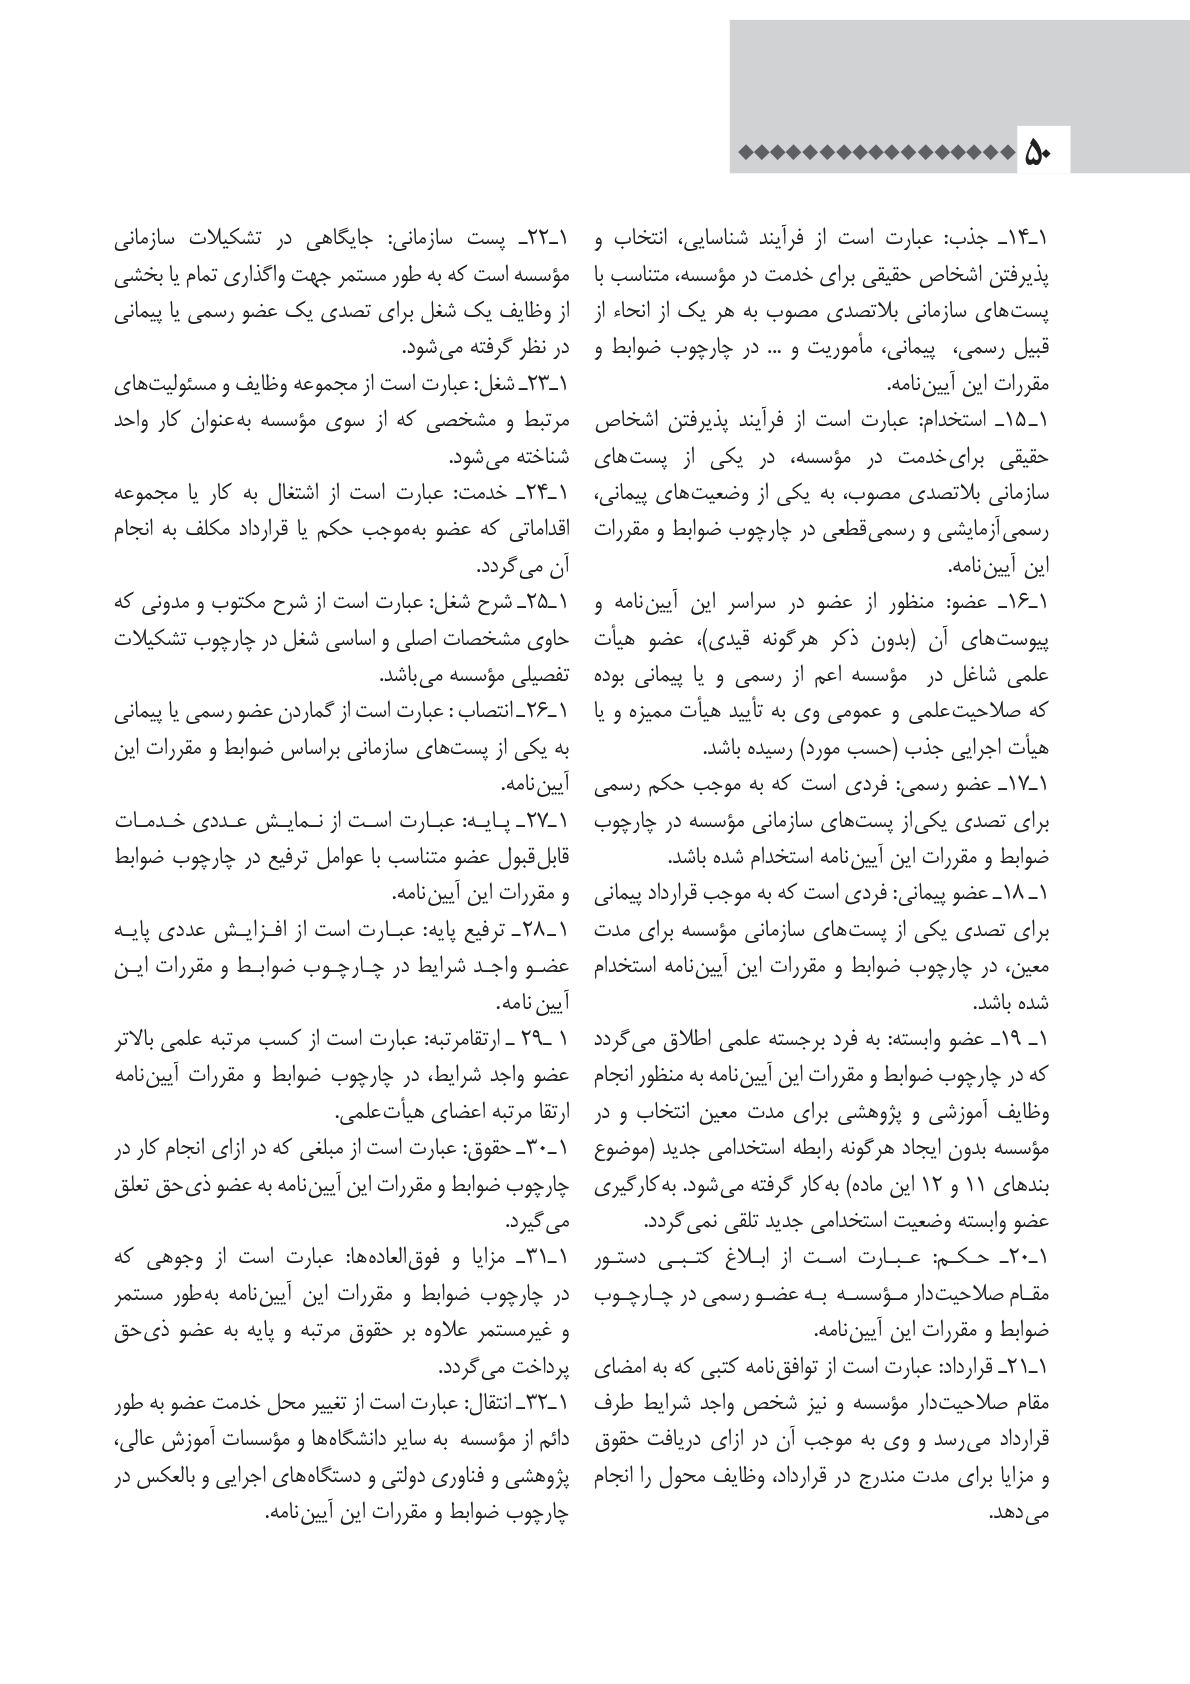 ۵۰
۱ـ۱۴ـ جذب: عبارت است از فرآیند شناسایی، انتخاب و
پذیرفتن اشخاص حقیقی برای خدمت در مؤسسه، متناسب با
پست‌های سازمانی بلاتصدی مصوب به هر یک از انحاء از
قبیل رسمی، پیمانی، مأموریت و ... در چارچوب ضوابط و
مقررات این آیین‌نامه.
۱ـ۱۵ـ استخدام: عبارت است از فرآیند پذیرفتن اشخاص
حقیقی برای‌خدمت در مؤسسه، در یکی از پست‌های
سازمانی بلاتصدی مصوب، به یکی از وضعیت‌های پیمانی،
رسمی‌آزمایشی و رسمی‌قطعی در چارچوب ضوابط و مقررات
این آیین‌نامه.
۱ـ۱۶ـ عضو: منظور از عضو در سراسر این آیین‌نامه و
پیوست‌های آن (بدون ذکر هرگونه قیدی)، عضو هیأت
علمی شاغل در مؤسسه اعم از رسمی و یا پیمانی بوده
که صلاحیت‌علمی و عمومی وی به تأیید هیأت ممیزه و یا
هیأت اجرایی جذب (حسب مورد) رسیده باشد.
۱ـ۱۷ـ عضو رسمی: فردی است که به موجب حکم رسمی
برای تصدی یکی‌از پست‌های سازمانی مؤسسه در چارچوب
ضوابط و مقررات این آیین‌نامه استخدام شده باشد.
۱ـ ۱۸ـ عضو پیمانی: فردی است که به موجب قرارداد پیمانی
برای تصدی یکی از پست‌های سازمانی مؤسسه برای مدت
معین، در چارچوب ضوابط و مقررات این آیین‌نامه استخدام
شده باشد.
۱ـ ۱۹ـ عضو وابسته: به فرد برجسته علمی اطلاق می‌گردد
که در چارچوب ضوابط و مقررات این آیین‌نامه به منظور انجام
وظایف آموزشی و پژوهشی برای مدت معین انتخاب و در
مؤسسه بدون ایجاد هرگونه رابطه استخدامی جدید (موضوع
بندهای ۱۱ و ۱۲ این ماده) به‌کار گرفته می‌شود. به‌کارگیری
عضو وابسته وضعیت استخدامی جدید تلقی نمی‌گردد.
۱ـ۲۰ـ حـکـم: عـبـارت اسـت از ابـلاغ کتـبـی دستـور
مقـام صلاحیت‌دار مـؤسسـه بـه عضـو رسمی در چـارچـوب
ضوابط و مقررات این آیین‌نامه.
۱ـ۲۱ـ قرارداد: عبارت است از توافق‌نامه کتبی که به امضای
مقام صلاحیت‌دار مؤسسه و نیز شخص واجد شرایط طرف
قرارداد می‌رسد و وی به موجب آن در ازای دریافت حقوق
و مزایا برای مدت مندرج در قرارداد، وظایف محول را انجام
می‌دهد.
۱ـ۲۲ـ پست سازمانی: جایگاهی در تشکیلات سازمانی
مؤسسه است که به طور مستمر جهت واگذاری تمام یا بخشی
از وظایف یک شغل برای تصدی یک عضو رسمی یا پیمانی
در نظر گرفته می‌شود.
۱ـ۲۳ـ شغل: عبارت است از مجموعه وظایف و مسئولیت‌های
مرتبط و مشخصی که از سوی مؤسسه به‌عنوان کار واحد
شناخته می‌شود.
۱ـ۲۴ـ خدمت: عبارت است از اشتغال به کار یا مجموعه
اقداماتی که عضو به‌موجب حکم یا قرارداد مکلف به انجام
آن می‌گردد.
۱ـ۲۵ـ شرح شغل: عبارت است از شرح مکتوب و مدونی که
حاوی مشخصات اصلی و اساسی شغل در چارچوب تشکیلات
تفصیلی مؤسسه می‌باشد.
۱ـ۲۶ـ انتصاب : عبارت است از گماردن عضو رسمی یا پیمانی
به یکی از پست‌های سازمانی براساس ضوابط و مقررات این
آیین‌نامه.
۱ـ۲۷ـ پـایـه: عبـارت اسـت از نـمایـش عـددی خـدمـات
قابل‌قبول عضو متناسب با عوامل ترفیع در چارچوب ضوابط
و مقررات این آیین‌نامه.
۱ـ۲۸ـ ترفیع پایه: عبـارت است از افـزایـش عددی پایـه
عضـو واجـد شرایط در چـارچـوب ضوابـط و مقررات ایـن
آیین نامه.
۱ ـ۲۹ ـ ارتقامرتبه: عبارت است از کسب مرتبه علمی بالاتر
عضو واجد شرایط، در چارچوب ضوابط و مقررات آیین‌نامه
ارتقا مرتبه اعضای هیأت‌علمی.
۱ـ۳۰ـ حقوق: عبارت است از مبلغی که در ازای انجام کار در
چارچوب ضوابط و مقررات این آیین‌نامه به عضو ذی‌حق تعلق
می‌گیرد.
۱ـ۳۱ـ مزایا و فوق‌العاده‌ها: عبارت است از وجوهی که
در چارچوب ضوابط و مقررات این آیین‌نامه به‌طور مستمر
و غیرمستمر علاوه بر حقوق مرتبه و پایه به عضو ذی‌حق
پرداخت می‌گردد.
۱ـ۳۲ـ انتقال: عبارت است از تغییر محل خدمت عضو به طور
دائم از مؤسسه به سایر دانشگاه‌ها و مؤسسات آموزش عالی،
پژوهشی و فناوری دولتی و دستگاه‌های اجرایی و بالعکس در
چارچوب ضوابط و مقررات این آیین‌نامه.